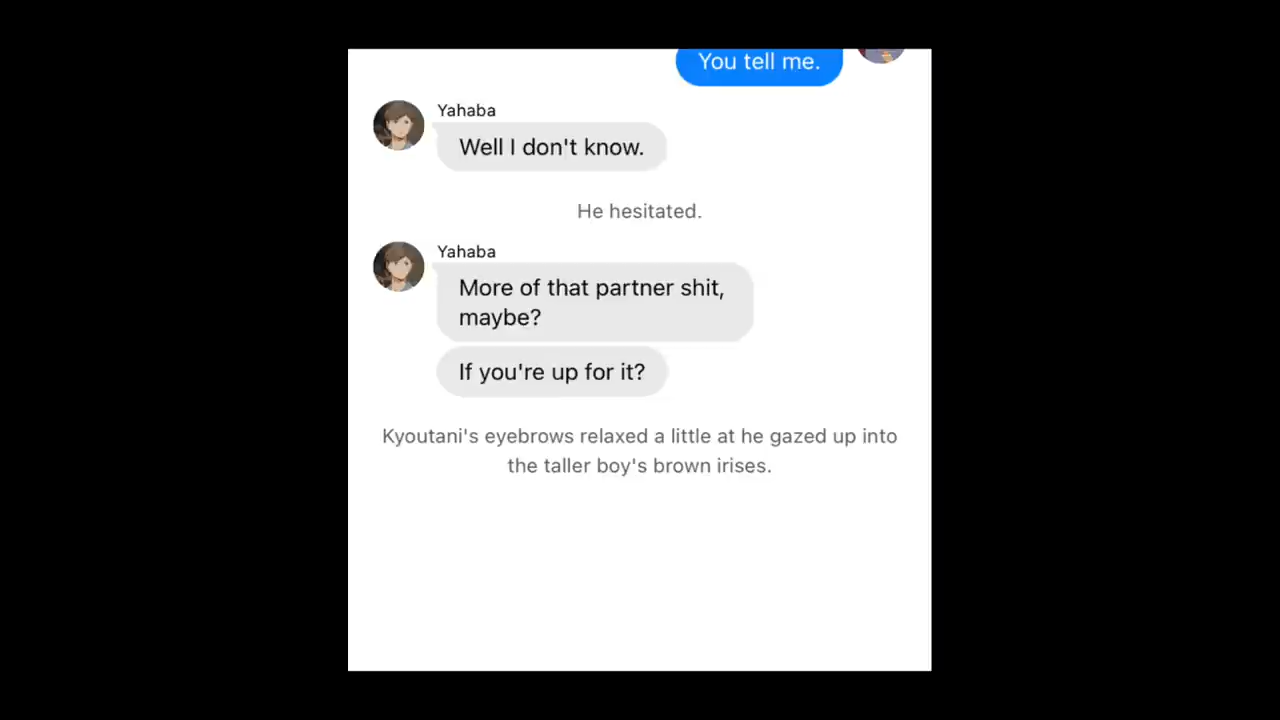 You tell me.
Yahaba
Well I don't know.
He hesitated.
Yahaba
More of that partner shit,
maybe?
If you're up for it?
Kyoutani's eyebrows relaxed a little at he gazed up into
the taller boy's brown irises.